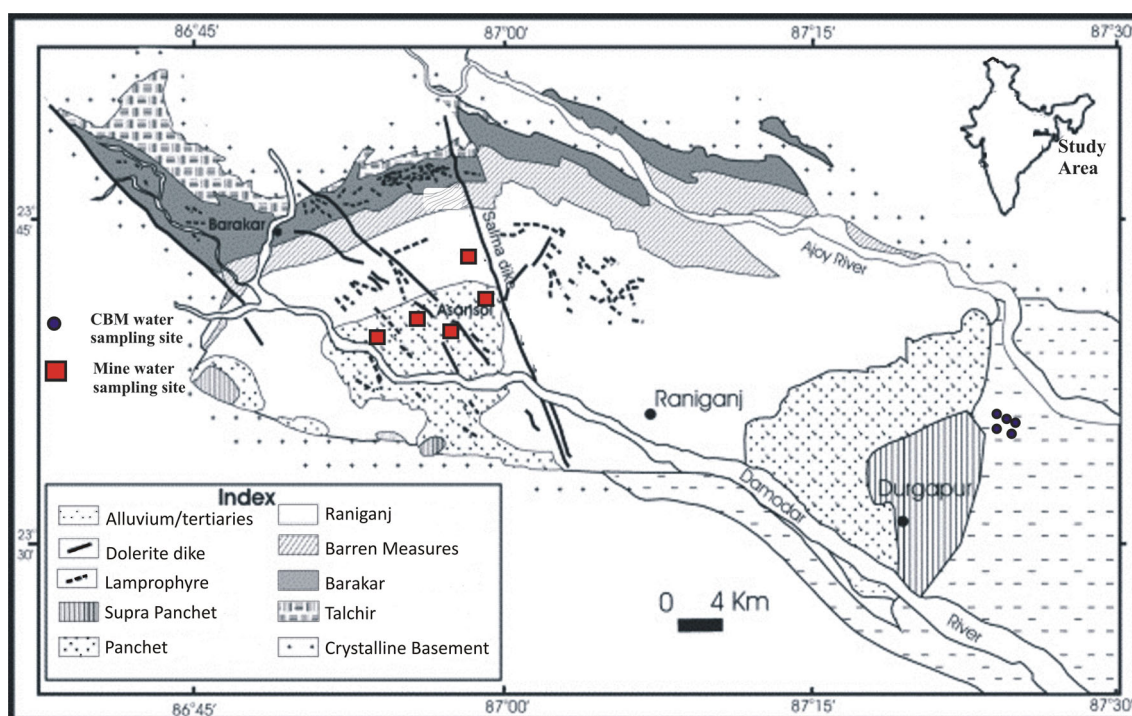 86°45'
87°00'
87°15'
87°30'
Study
Area
23°
45'
Barakar
Salma dike
Ajoy River
CBM water
sampling site
Asansol
Mine water
sampling site
Raniganj
Durgapur
Damodar
River
23°
30'
Index
Alluvium/tertiaries
Raniganj
Dolerite dike
Barren Measures
Lamprophyre
Barakar
Supra Panchet
Talchir
Panchet
Crystalline Basement
0 4 Km
86°45'
87°00'
87°15'
87°30'